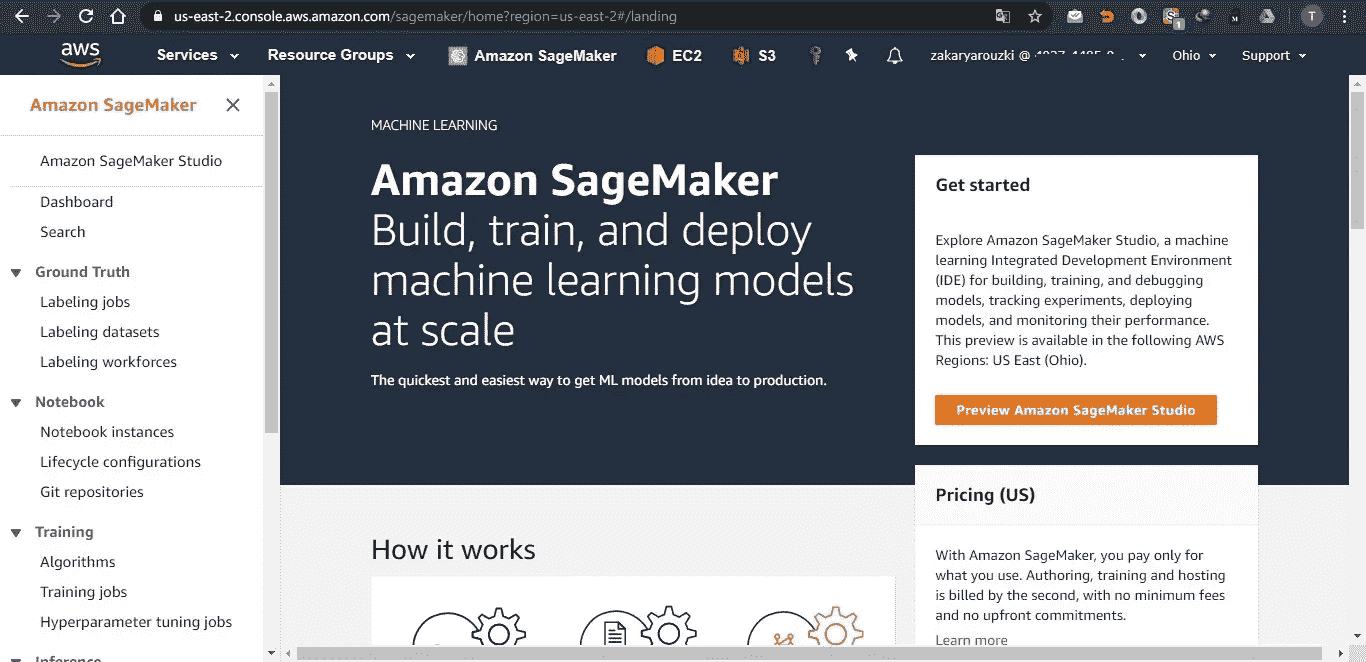 us-east-2.console.aws.amazon.com/sagemaker/home?region=us-east-2#/landing
1
M
T
aws
Services
Resource Groups
Amazon SageMaker
EC2
S3
zakaryarouzki @
Ohio
Support
Amazon SageMaker
Amazon SageMaker Studio
Dashboard
Search
Ground Truth
Labeling jobs
Labeling datasets
Labeling workforces
Notebook
Notebook instances
Lifecycle configurations
Git repositories
Training
Algorithms
Training jobs
Hyperparameter tuning jobs
Inference
MACHINE LEARNING
Amazon SageMaker
Build, train, and deploy
machine learning models
at scale
The quickest and easiest way to get ML models from idea to production.
How it works
Get started
Explore Amazon SageMaker Studio, a machine
learning Integrated Development Environment
(IDE) for building, training, and debugging
models, tracking experiments, deploying
models, and monitoring their performance.
This preview is available in the following AWS
Regions: US East (Ohio).
Preview Amazon SageMaker Studio
Pricing (US)
With Amazon SageMaker, you pay only for
what you use. Authoring, training and hosting
is billed by the second, with no minimum fees
and no upfront commitments.
Learn more